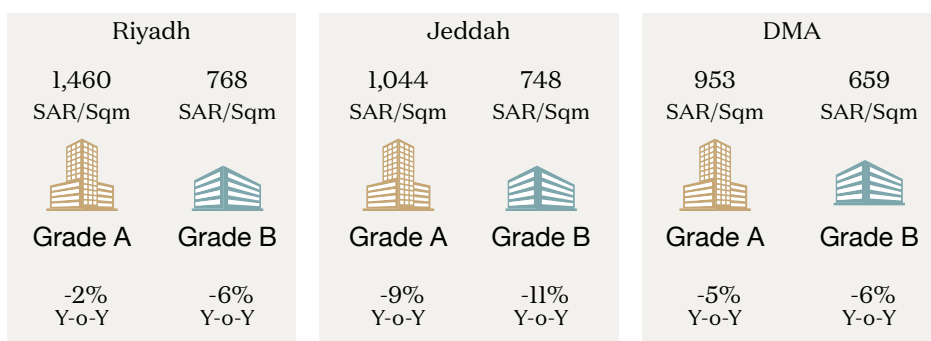 Riyadh
1,460 768
SAR/Sqm SAR/Sqm
Grade A Grade B
-2% -6%
Y-o-Y Y-o-Y
Jeddah
1,044 748
SAR/Sqm SAR/Sqm
Grade A Grade B
-9% -11%
Y-o-Y Y-o-Y
DMA
953 659
SAR/Sqm SAR/Sqm
Grade A Grade B
-5% -6%
Y-o-Y Y-o-Y